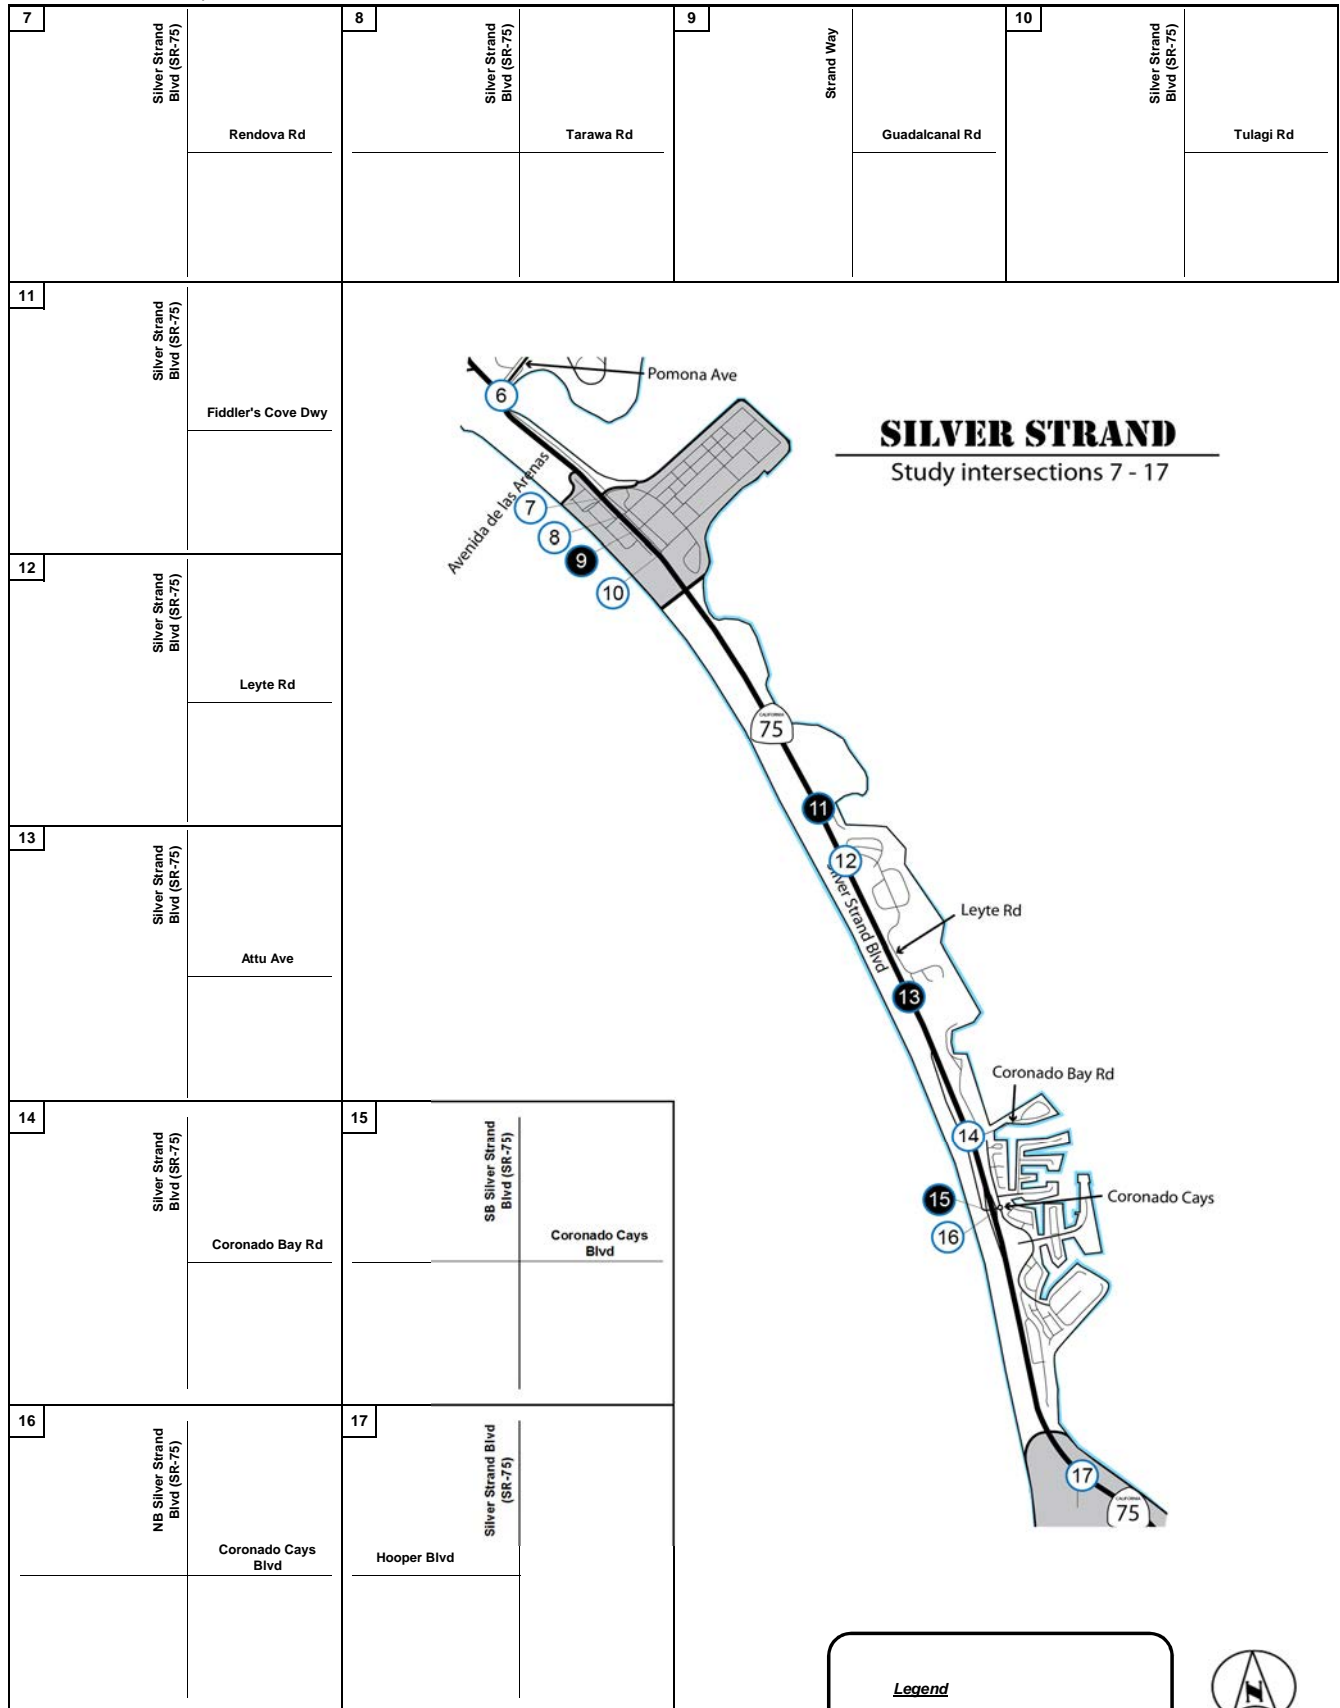 7
Silver Strand
Blvd (SR-75)
Rendova Rd
8
Silver Strand
Blvd (SR-75)
Tarawa Rd
9
Strand Way
Guadalcanal Rd
10
Silver Strand
Blvd (SR-75)
Tulagi Rd
11
Silver Strand
Blvd (SR-75)
Fiddler's Cove Dwy
12
Silver Strand
Blvd (SR-75)
Leyte Rd
13
Silver Strand
Blvd (SR-75)
Attu Ave
14
Silver Strand
Blvd (SR-75)
Coronado Bay Rd
15
SB Silver Strand
Blvd (SR-75)
Coronado Cays
Blvd
16
NB Silver Strand
Blvd (SR-75)
Coronado Cays
Blvd
17
Silver Strand Blvd
(SR-75)
Hooper Blvd
SILVER STRAND
Study intersections 7 - 17
Pomona Ave
6
Avenida de las Arenas
7
8
9
10
CALIFORNIA
75
11
12
Silver Strand Blvd
Leyte Rd
13
Coronado Bay Rd
14
15
Coronado Cays
16
17
CALIFORNIA
75
Legend
N